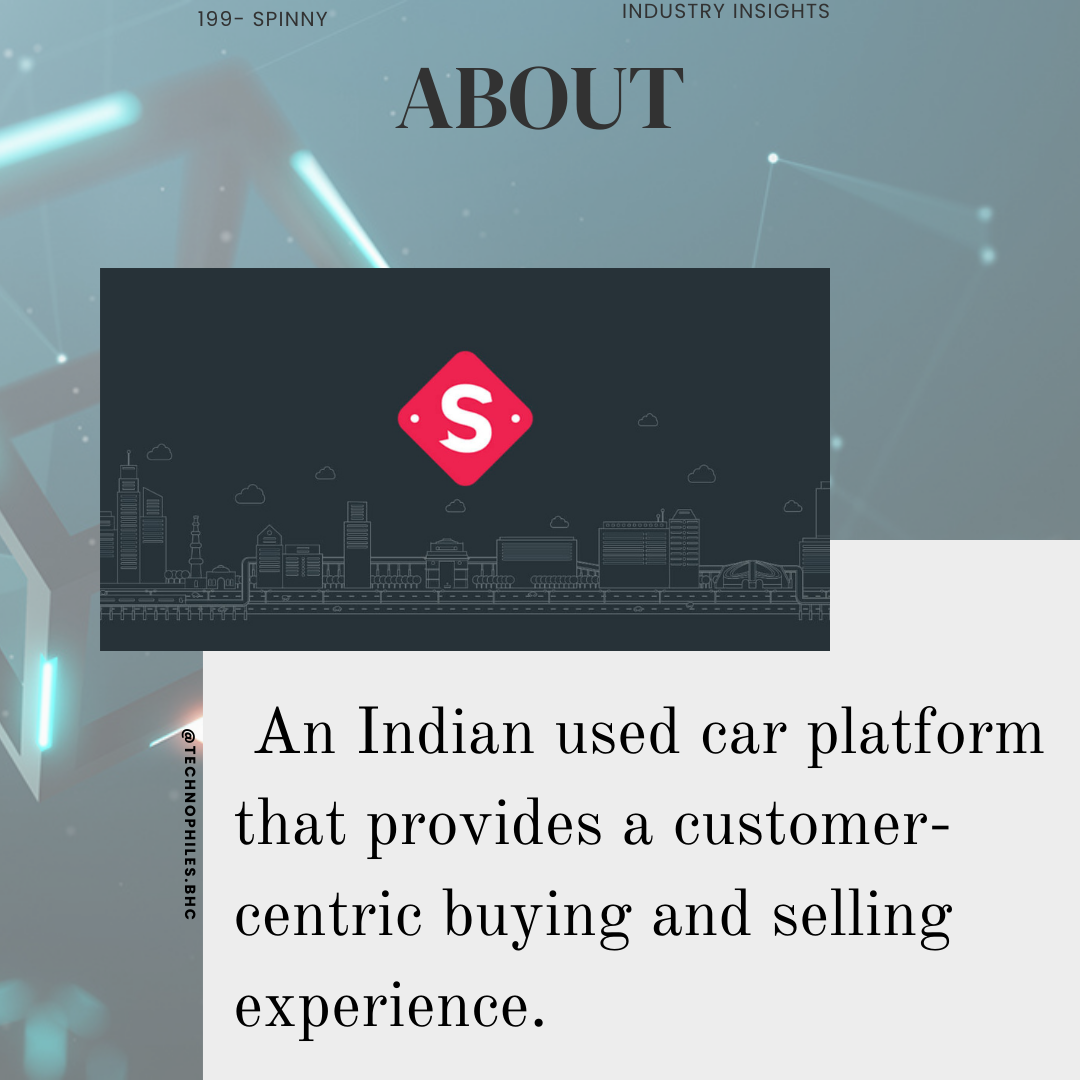 199- SPINNY
INDUSTRY INSIGHTS
ABOUT
S
An Indian used car platform
that provides a customer-
centric buying and selling
experience.
@TECHNOPHILES.BHC